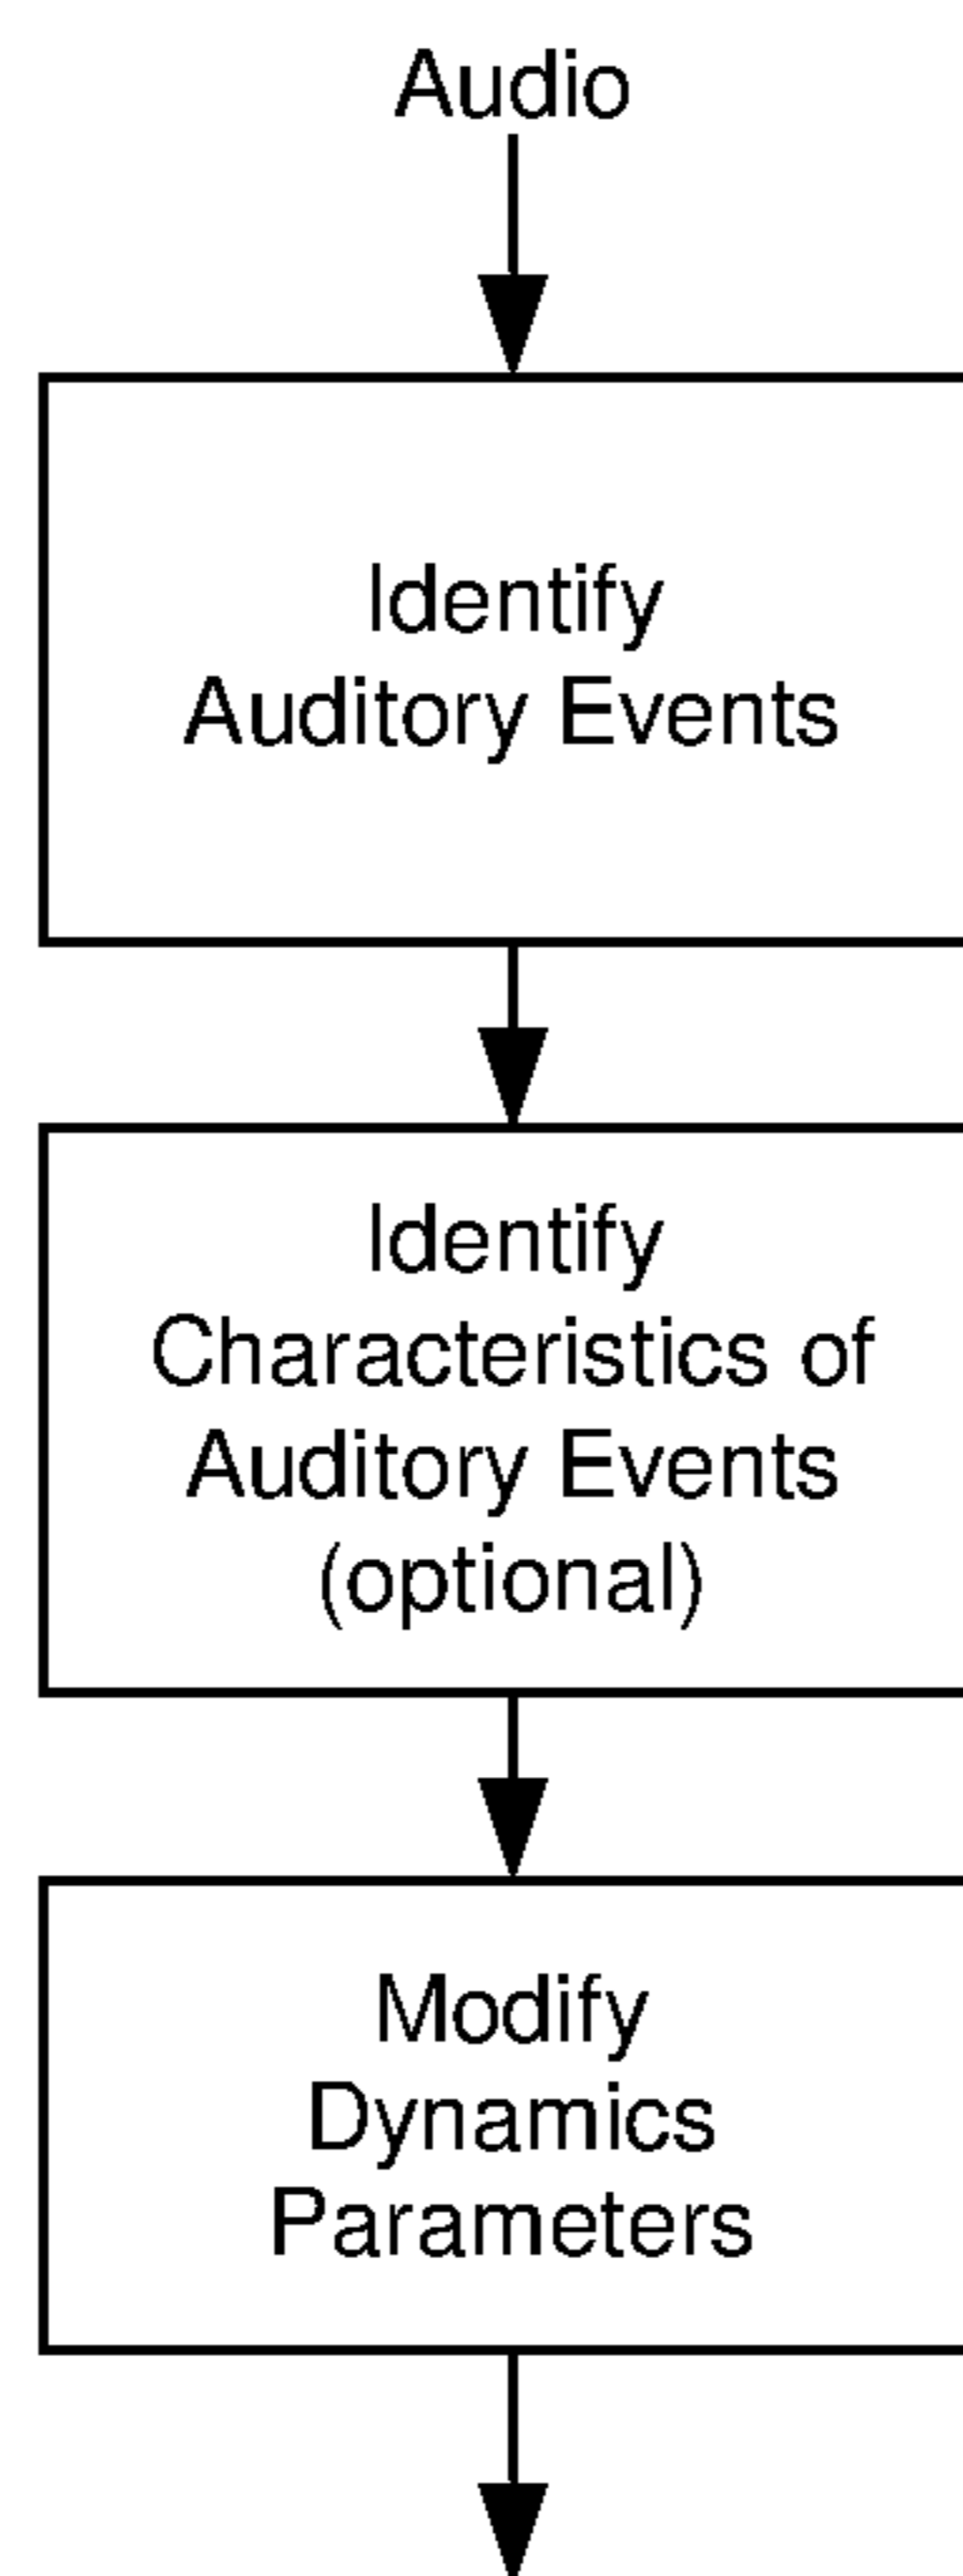 Audio
Identify
Auditory Events
Identify
Characteristics of
Auditory Events
(optional)
Modify
Dynamics
Parameters